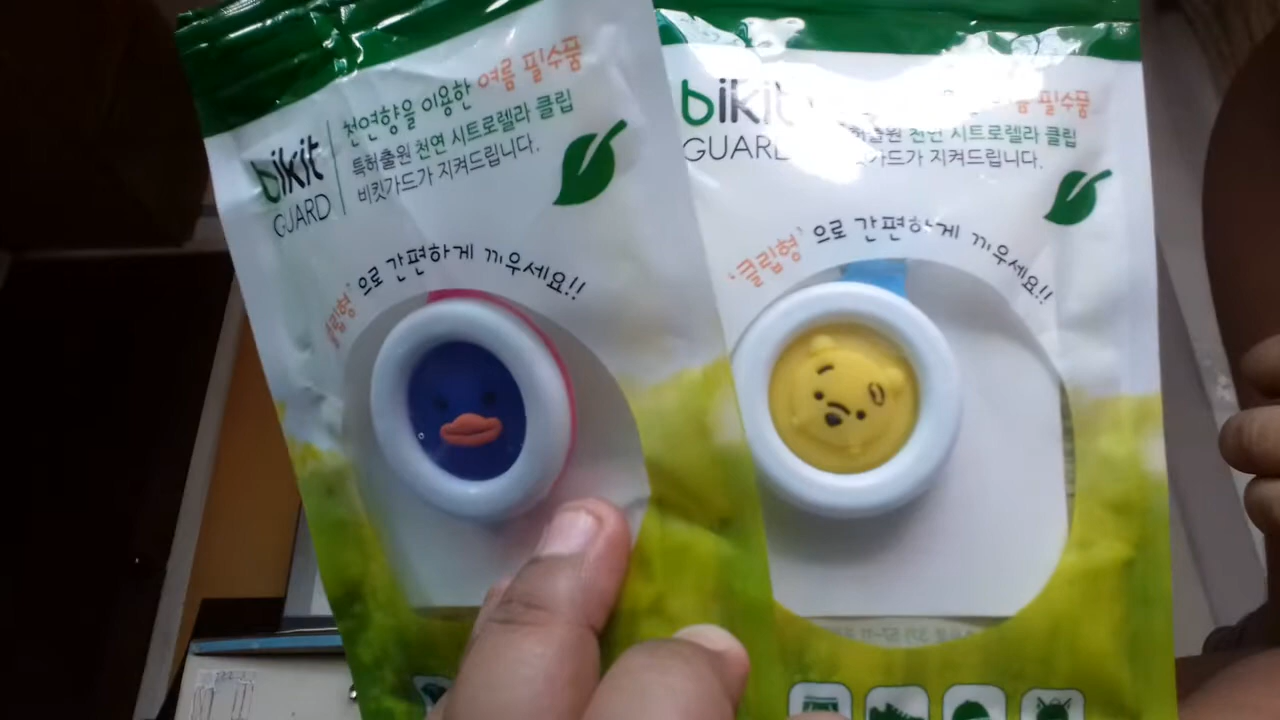 bikit
GUARD
천연향을 이용한 여름 필수품
특허출원 천연 시트로렐라 클립
비킷가드가 지켜드립니다.
'클립형'으로 간편하게 끼우세요!!
bikit
GUARD
필수품
천연 시트로렐라 클립
지켜드립니다.
'클립형'으로 간편하게 끼우세요!!